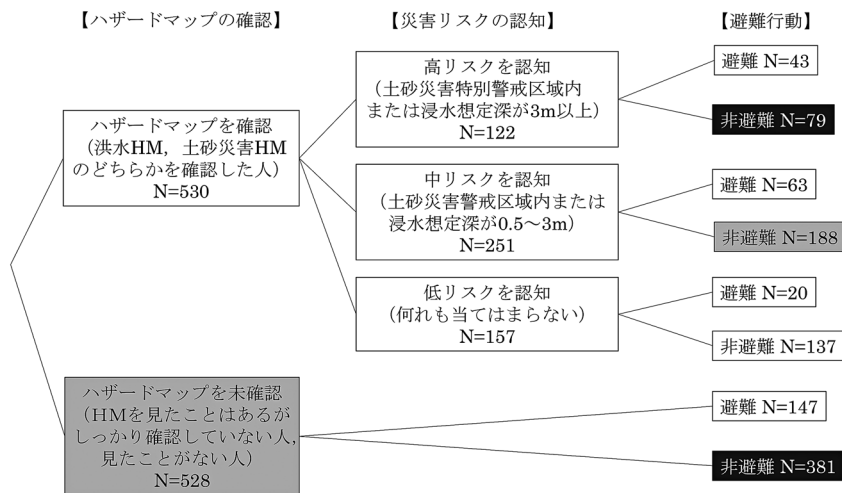 【ハザードマップの確認】
【災害リスクの認知】
【避難行動】
ハザードマップを確認
（洪水HM，土砂災害HM
のどちらかを確認した人）
N=530
高リスクを認知
（土砂災害特別警戒区域内
または浸水想定深が3m以上）
N=122
避難 N=43
非避難 N=79
中リスクを認知
（土砂災害警戒区域内または
浸水想定深が0.5〜3m）
N=251
避難 N=63
非避難 N=188
低リスクを認知
（何れも当てはまらない）
N=157
避難 N=20
非避難 N=137
ハザードマップを未確認
（HMを見たことはあるが
しっかり確認していない人，
見たことがない人）
N=528
避難 N=147
非避難 N=381